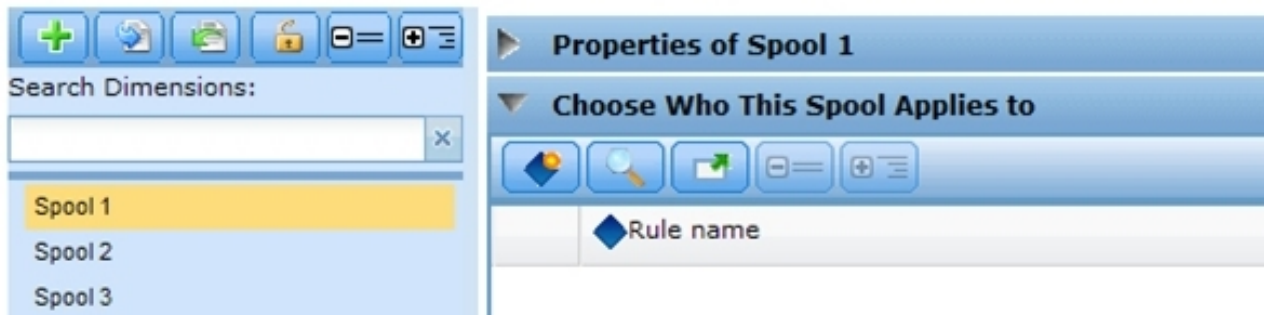 Search Dimensions:
Spool 1
Spool 2
Spool 3
Properties of Spool 1
Choose Who This Spool Applies to
Rule name